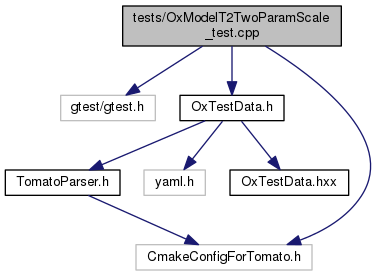 tests/OxModelT2TwoParamScale
_test.cpp
gtest/gtest.h
OxTestData.h
TomatoParser.h
yaml.h
OxTestData.hxx
CmakeConfigForTomato.h